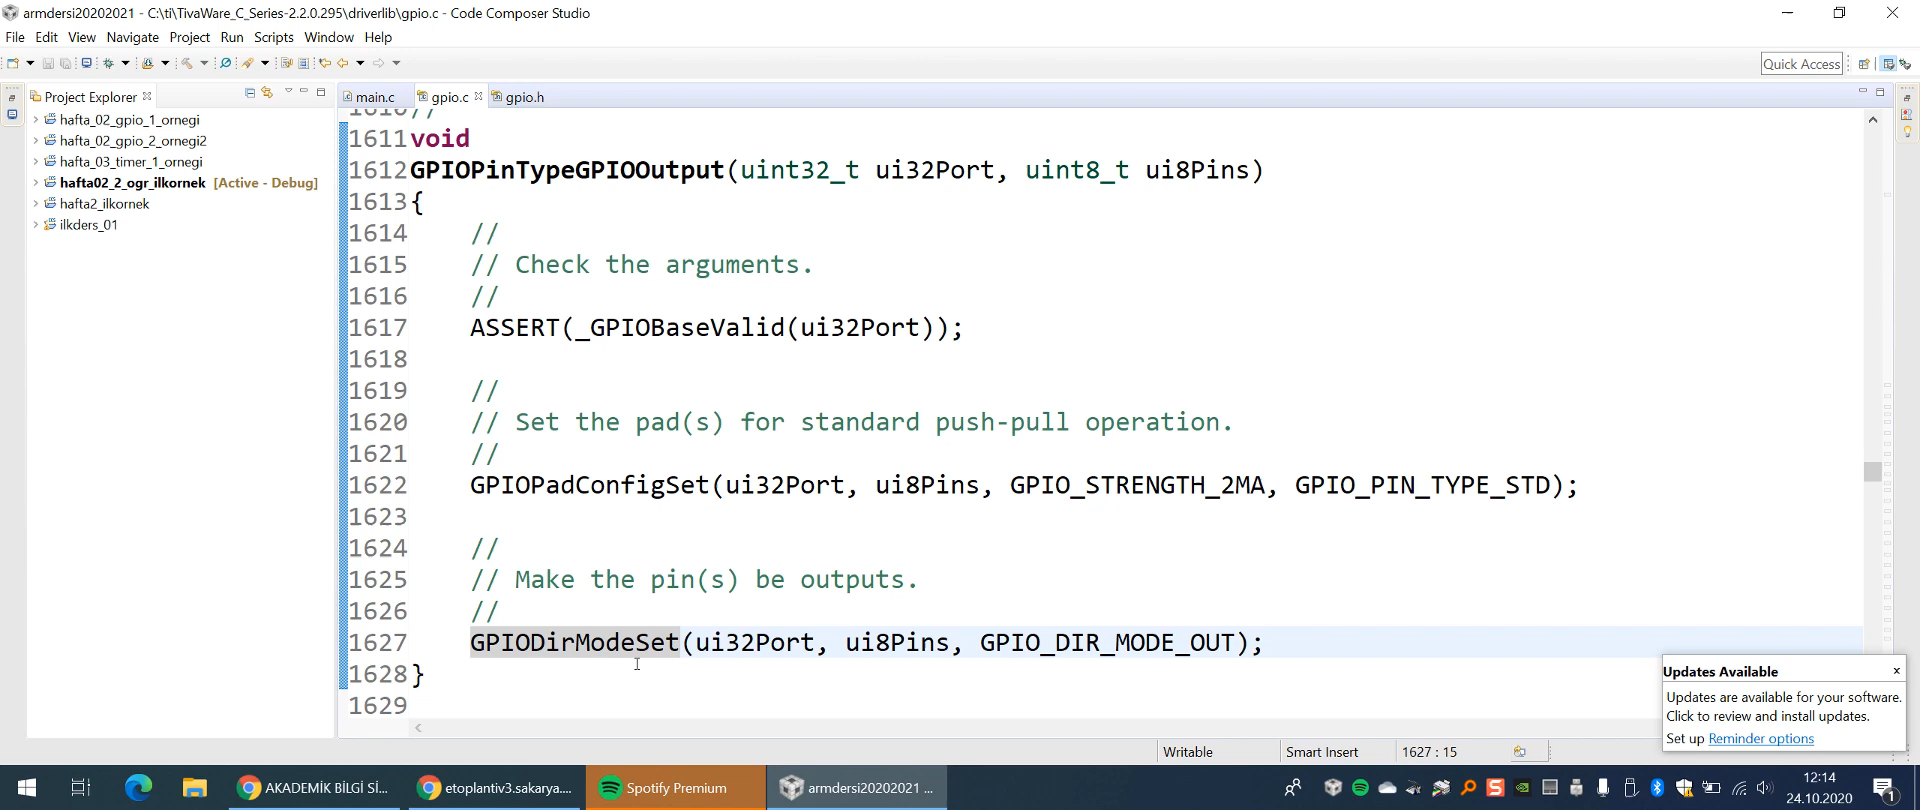 armdersi20202021 - C:\ti\TivaWare_C_Series-2.2.0.295\driverlib\gpio.c - Code Composer Studio
File Edit View Navigate Project Run Scripts Window Help
Quick Access
Project Explorer
main.c gpio.c gpio.h
hafta_02_gpio_1_ornegi
hafta_02_gpio_2_ornegi2
hafta_03_timer_1_ornegi
hafta02_2_ogr_ilkornek [Active - Debug]
hafta2_ilkornek
ilkders_01
1610 //
1611 void
1612 GPIOPinTypeGPIOOutput(uint32_t ui32Port, uint8_t ui8Pins)
1613 {
1614 //
1615 // Check the arguments.
1616 //
1617 ASSERT(_GPIOBaseValid(ui32Port));
1618
1619 //
1620 // Set the pad(s) for standard push-pull operation.
1621 //
1622 GPIOPadConfigSet(ui32Port, ui8Pins, GPIO_STRENGTH_2MA, GPIO_PIN_TYPE_STD);
1623
1624 //
1625 // Make the pin(s) be outputs.
1626 //
1627 GPIODirModeSet(ui32Port, ui8Pins, GPIO_DIR_MODE_OUT);
1628 }
1629
Updates Available
Updates are available for your software.
Click to review and install updates.
Set up Reminder options
Writable Smart Insert 1627 : 15
AKADEMİK BİLGİ Sİ... etoplantiv3.sakarya.... Spotify Premium armdersi20202021 ...
12:14
24.10.2020
1